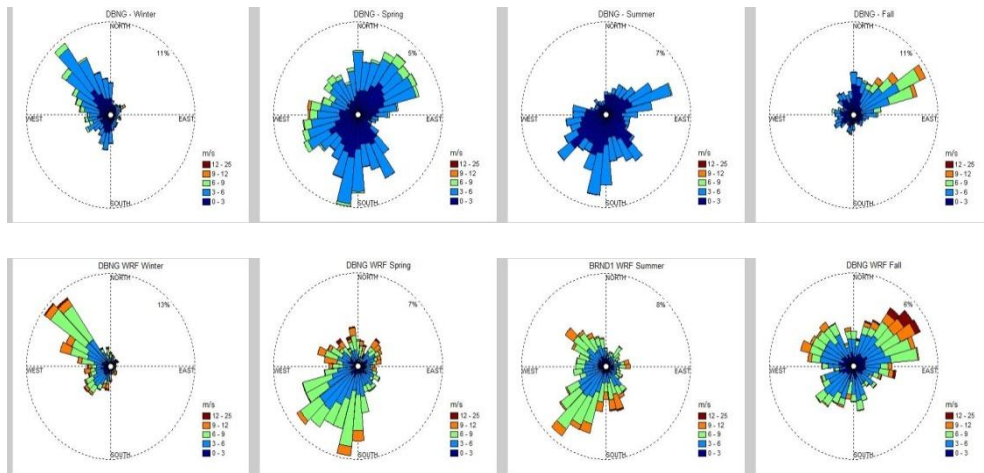 DBNG - Winter
NORTH
11%
WEST
EAST
SOUTH
m/s
12 - 25
9 - 12
6 - 9
3 - 6
0 - 3
DBNG - Spring
NORTH
5%
WEST
EAST
SOUTH
m/s
12 - 25
9 - 12
6 - 9
3 - 6
0 - 3
DBNG - Summer
NORTH
7%
WEST
EAST
SOUTH
m/s
12 - 25
9 - 12
6 - 9
3 - 6
0 - 3
DBNG - Fall
NORTH
11%
WEST
EAST
SOUTH
m/s
12 - 25
9 - 12
6 - 9
3 - 6
0 - 3
DBNG WRF Winter
NORTH
13%
WEST
EAST
SOUTH
m/s
12 - 25
9 - 12
6 - 9
3 - 6
0 - 3
DBNG WRF Spring
NORTH
7%
WEST
EAST
SOUTH
m/s
12 - 25
9 - 12
6 - 9
3 - 6
0 - 3
BRND1 WRF Summer
NORTH
8%
WEST
EAST
SOUTH
m/s
12 - 25
9 - 12
6 - 9
3 - 6
0 - 3
DBNG WRF Fall
NORTH
6%
WEST
EAST
SOUTH
m/s
12 - 25
9 - 12
6 - 9
3 - 6
0 - 3